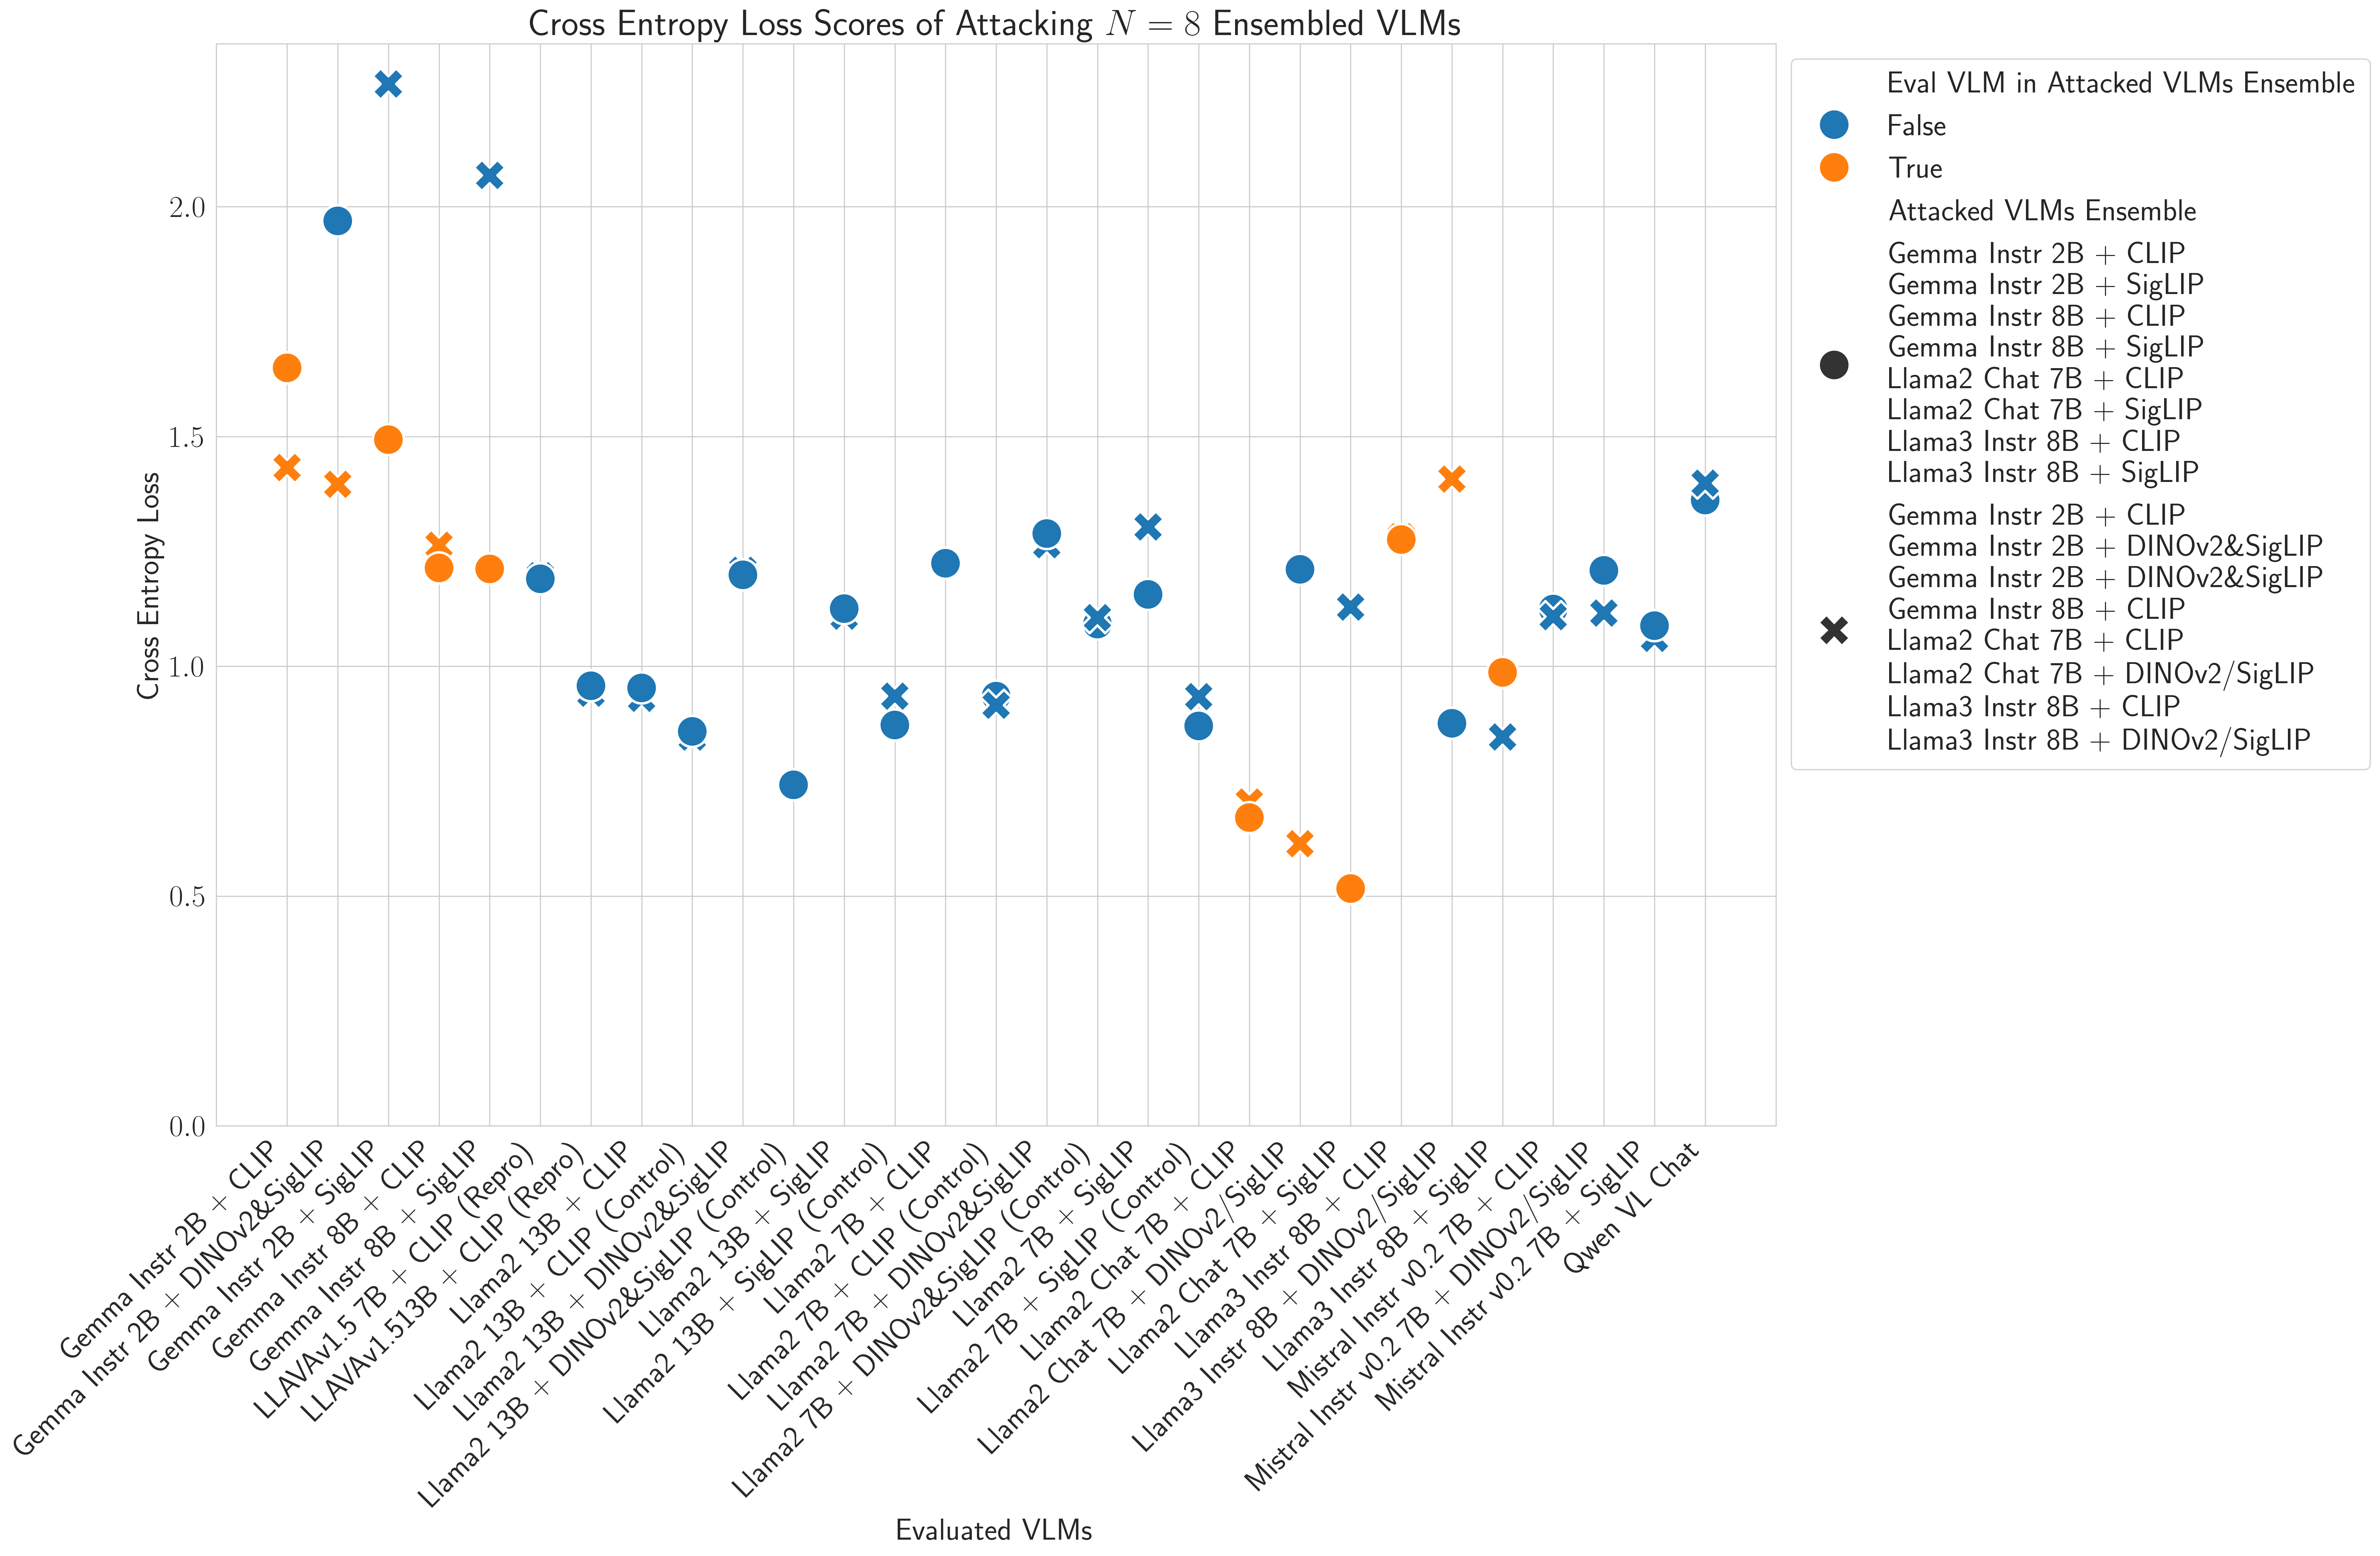 Cross Entropy Loss Scores of Attacking N = 8 Ensembled VLMs
Cross Entropy Loss
2.0
1.5
1.0
0.5
0.0
Gemma Instr 2B + CLIP
Gemma Instr 2B + DINOv2&SigLIP
Gemma Instr 2B + SigLIP
Gemma Instr 8B + CLIP
Gemma Instr 8B + SigLIP
LLAVAv1.5 7B + CLIP (Repro)
LLAVAv1.513B + CLIP (Repro)
Llama2 13B + CLIP
Llama2 13B + CLIP (Control)
Llama2 13B + DINOv2&SigLIP
Llama2 13B + DINOv2&SigLIP (Control)
Llama2 13B + SigLIP
Llama2 13B + SigLIP (Control)
Llama2 7B + CLIP
Llama2 7B + CLIP (Control)
Llama2 7B + DINOv2&SigLIP
Llama2 7B + DINOv2&SigLIP (Control)
Llama2 7B + SigLIP
Llama2 7B + SigLIP (Control)
Llama2 Chat 7B + CLIP
Llama2 Chat 7B + DINOv2/SigLIP
Llama2 Chat 7B + SigLIP
Llama3 Instr 8B + CLIP
Llama3 Instr 8B + DINOv2/SigLIP
Llama3 Instr 8B + SigLIP
Mistral Instr v0.2 7B + CLIP
Mistral Instr v0.2 7B + DINOv2/SigLIP
Mistral Instr v0.2 7B + SigLIP
Qwen VL Chat
Evaluated VLMs
Eval VLM in Attacked VLMs Ensemble
False
True
Attacked VLMs Ensemble
Gemma Instr 2B + CLIP
Gemma Instr 2B + SigLIP
Gemma Instr 8B + CLIP
Gemma Instr 8B + SigLIP
Llama2 Chat 7B + CLIP
Llama2 Chat 7B + SigLIP
Llama3 Instr 8B + CLIP
Llama3 Instr 8B + SigLIP
Gemma Instr 2B + CLIP
Gemma Instr 2B + DINOv2&SigLIP
Gemma Instr 2B + DINOv2&SigLIP
Gemma Instr 8B + CLIP
Llama2 Chat 7B + CLIP
Llama2 Chat 7B + DINOv2/SigLIP
Llama3 Instr 8B + CLIP
Llama3 Instr 8B + DINOv2/SigLIP